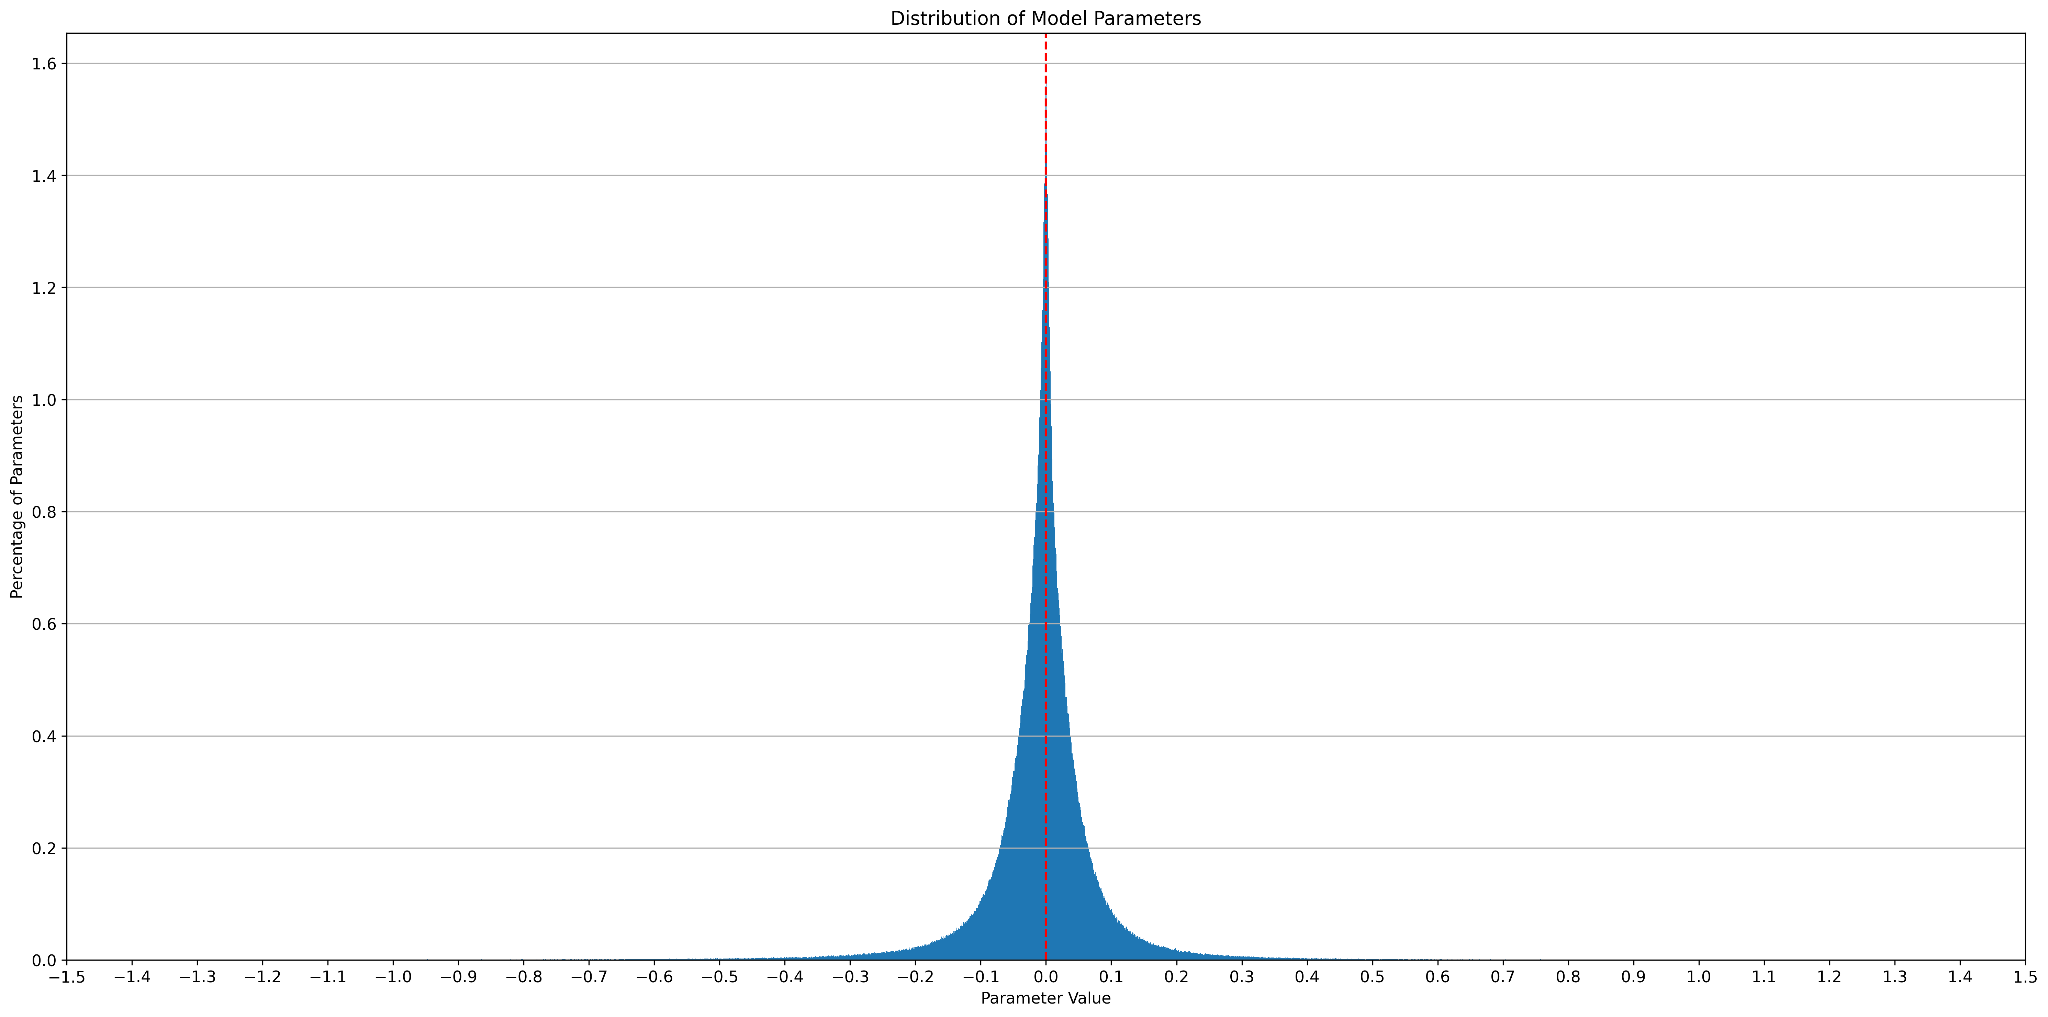 Distribution of Model Parameters
1.6
1.4
1.2
1.0
0.8
0.6
0.4
0.2
0.0
Percentage of Parameters
−1.5 −1.4 −1.3 −1.2 −1.1 −1.0 −0.9 −0.8 −0.7 −0.6 −0.5 −0.4 −0.3 −0.2 −0.1 0.0 0.1 0.2 0.3 0.4 0.5 0.6 0.7 0.8 0.9 1.0 1.1 1.2 1.3 1.4 1.5
Parameter Value